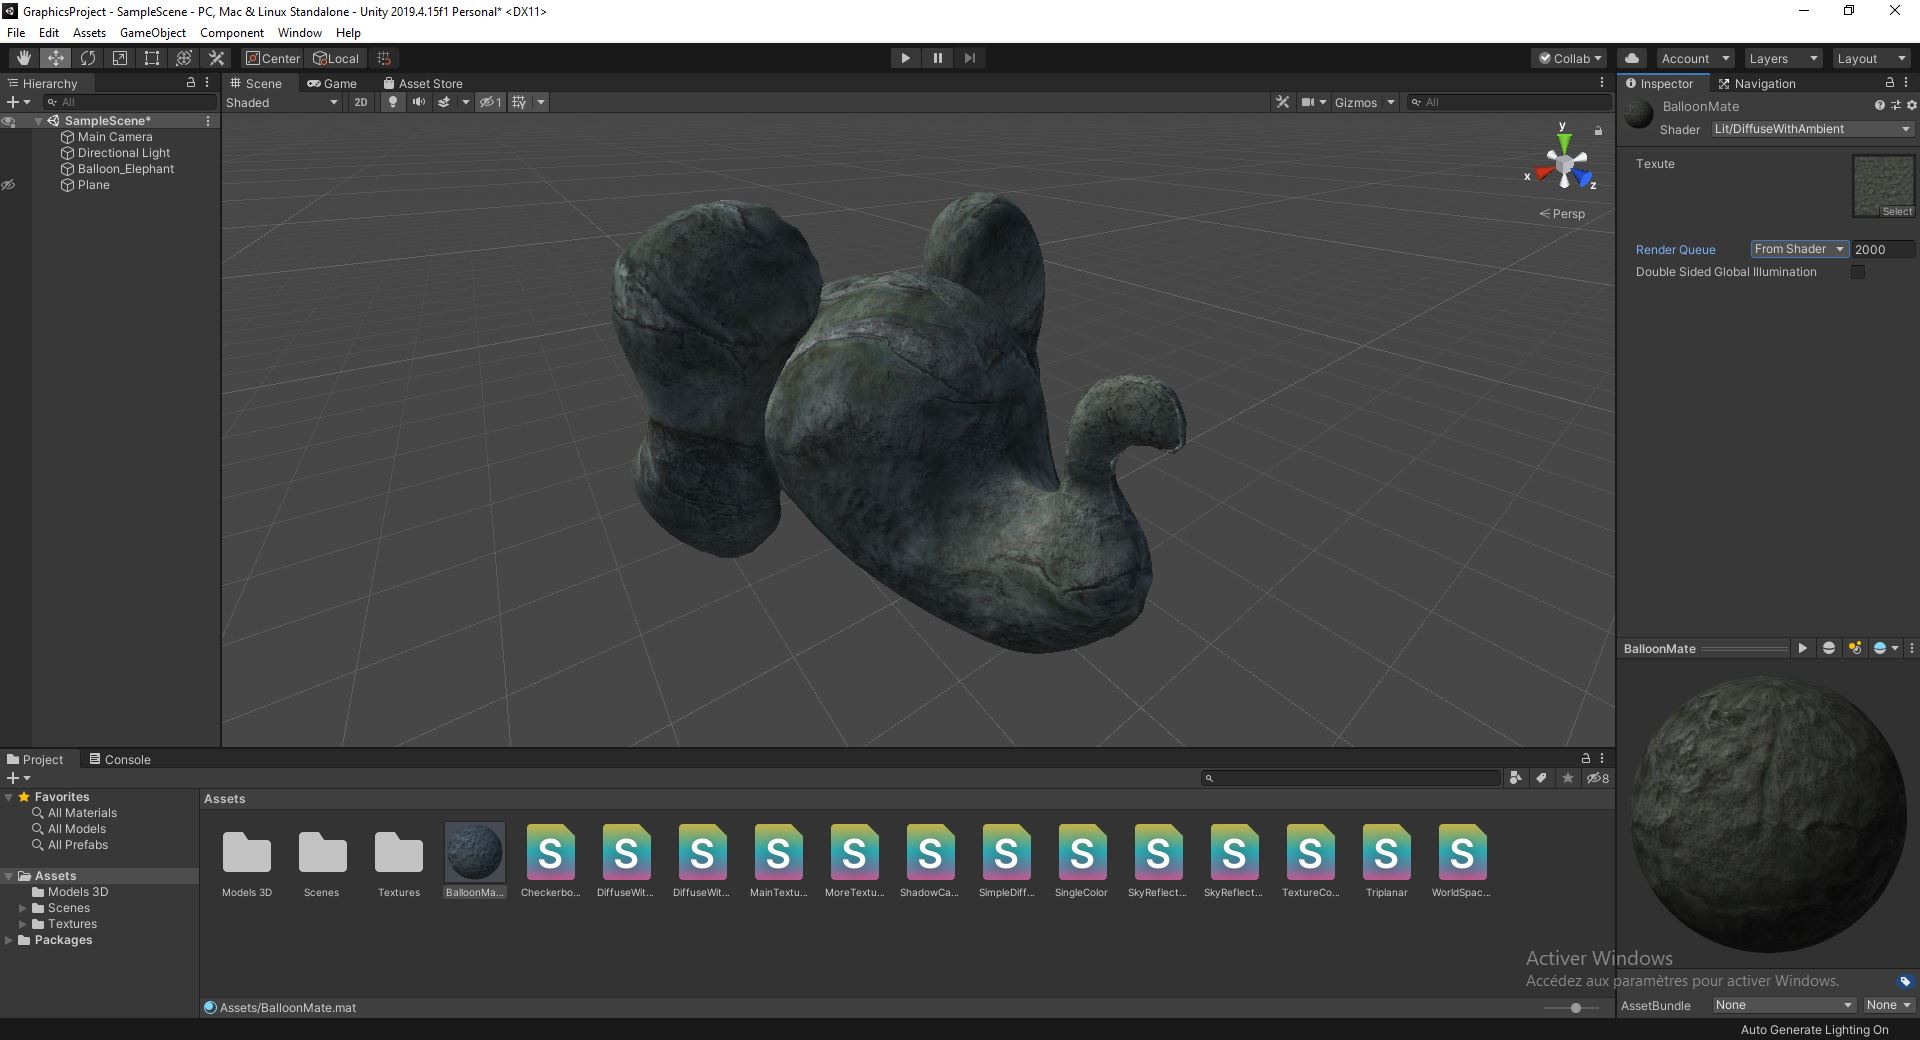 GraphicsProject - SampleScene - PC, Mac & Linux Standalone - Unity 2019.4.15f1 Personal* <DX11>
File Edit Assets GameObject Component Window Help
Center Local Collab Account Layers Layout
Hierarchy
All
SampleScene*
Main Camera
Directional Light
Balloon_Elephant
Plane
Scene Game Asset Store
Shaded 2D 1 Gizmos All
y
x
z
Persp
Inspector Navigation
BalloonMate
Shader Lit/DiffuseWithAmbient
Texute
Select
Render Queue From Shader 2000
Double Sided Global Illumination
BalloonMate
Project Console
8
Favorites
All Materials
All Models
All Prefabs
Assets
Models 3D
Scenes
Textures
Packages
Assets
S S S S S S S S S S S S S
Models 3D Scenes Textures BalloonMa... Checkerbo... DiffuseWit... DiffuseWit... MainTextu... MoreTextu... ShadowCa... SimpleDiff... SingleColor SkyReflect... SkyReflect... TextureCo... Triplanar WorldSpac...
Assets/BalloonMate.mat
Activer Windows
Accédez aux paramètres pour activer Windows.
AssetBundle None None
Auto Generate Lighting On